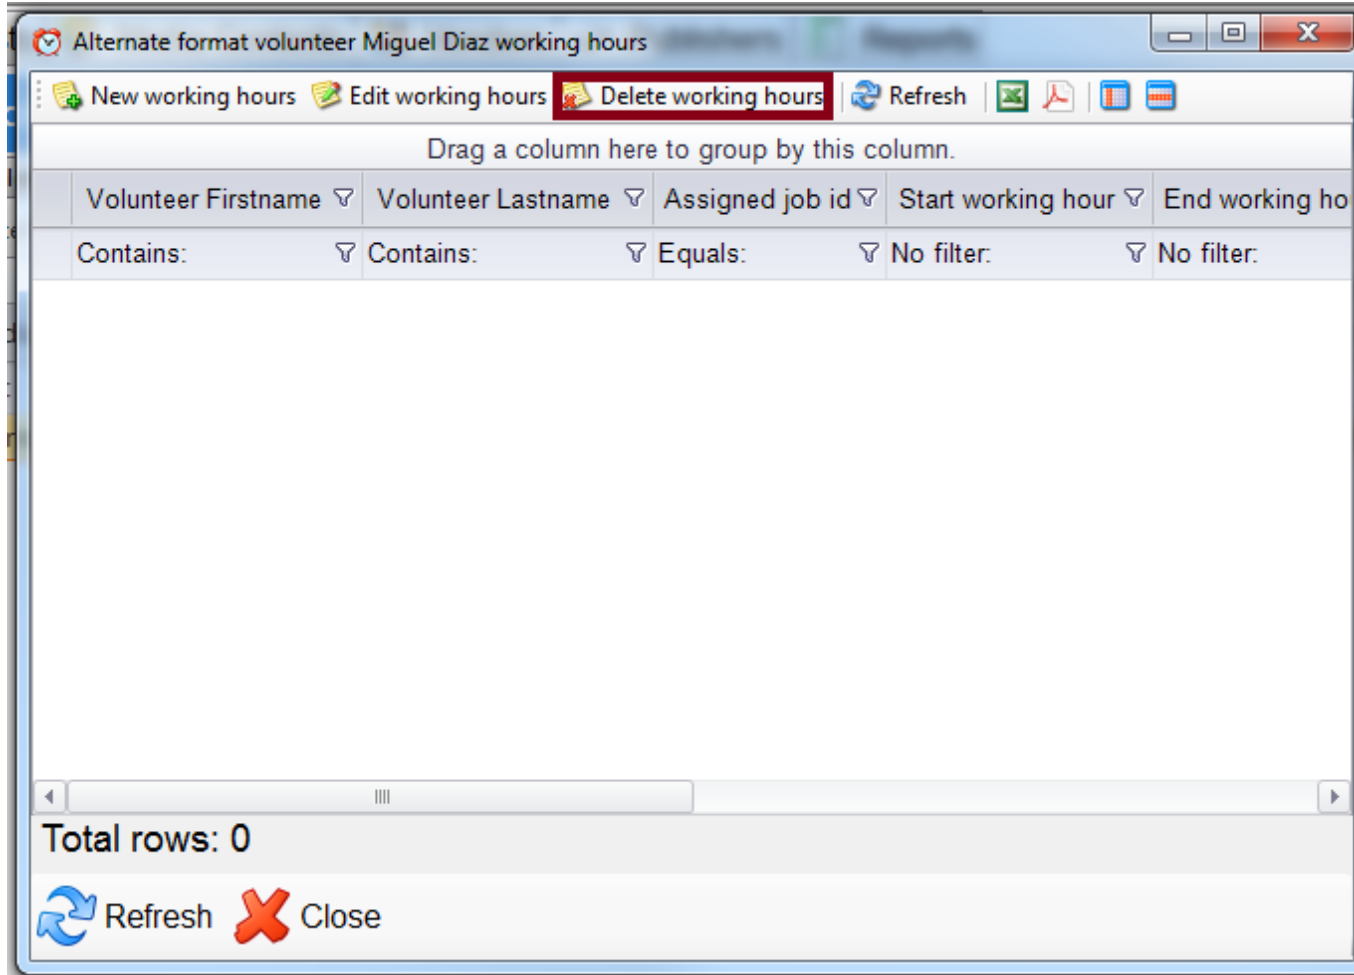 Alternate format volunteer Miguel Diaz working hours
Reports
New working hours Edit working hours Delete working hours Refresh
Drag a column here to group by this column.
Volunteer Firstname Volunteer Lastname Assigned job id Start working hour End working ho
Contains: Contains: Equals: No filter: No filter:
Total rows: 0
Refresh Close